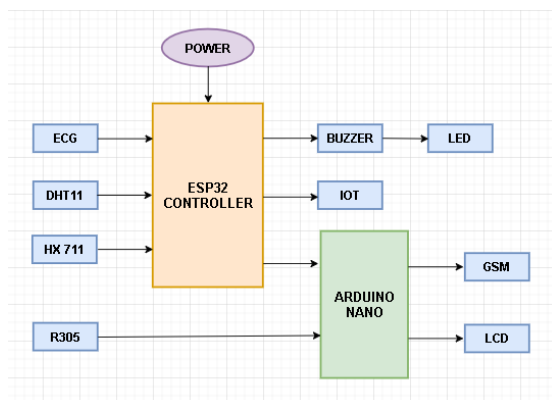 POWER
ECG
BUZZER
LED
DHT11
ESP32
CONTROLLER
IOT
HX 711
GSM
ARDUINO
NANO
R305
LCD